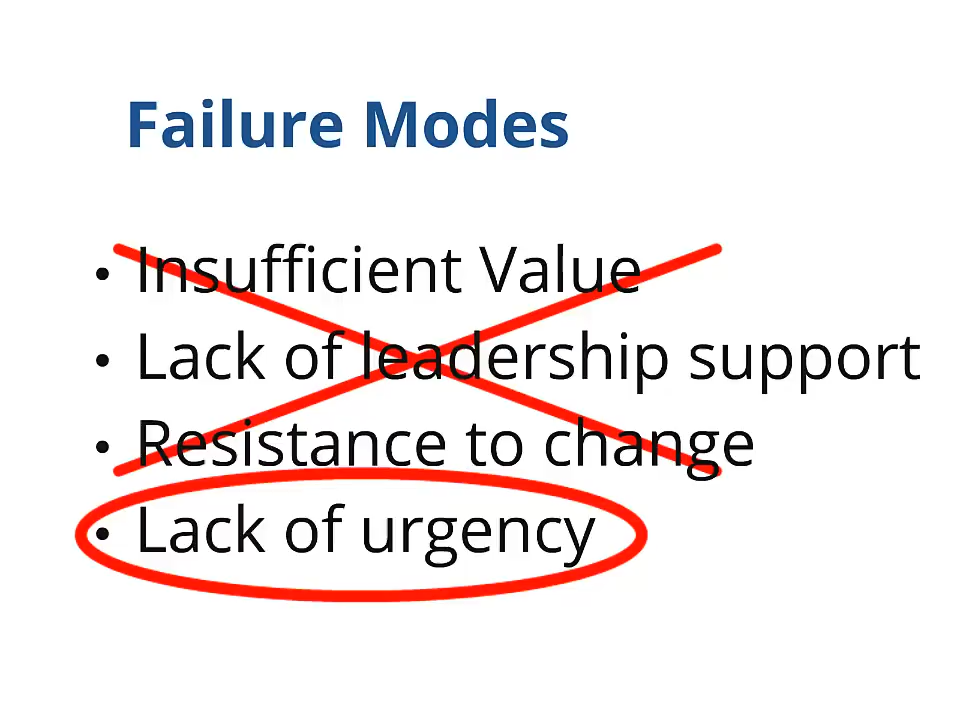 Failure Modes
• Insufficient Value
• Lack of leadership support
• Resistance to change
• Lack of urgency